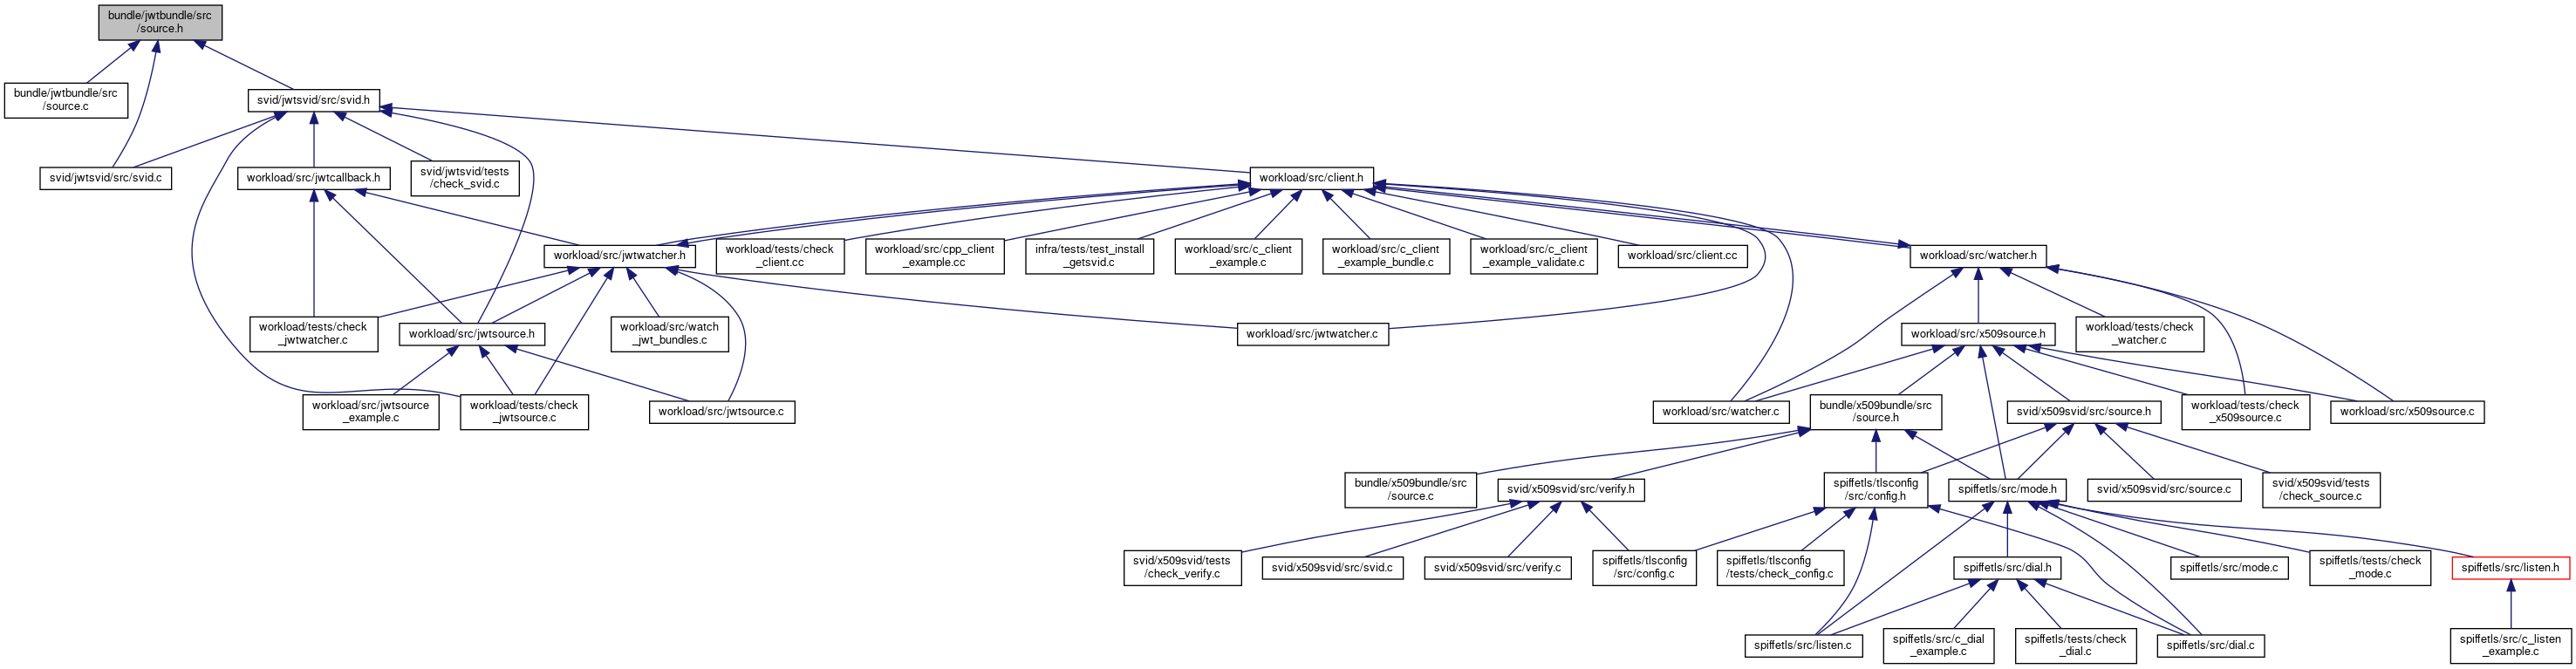 bundle/jwtbundle/src
/source.h
bundle/jwtbundle/src
/source.c
svid/jwtsvid/src/svid.h
svid/jwtsvid/src/svid.c
workload/src/jwtcallback.h
svid/jwtsvid/tests
/check_svid.c
workload/src/client.h
workload/src/jwtwatcher.h
workload/tests/check
_client.cc
workload/src/cpp_client
_example.cc
infra/tests/test_install
_getsvid.c
workload/src/c_client
_example.c
workload/src/c_client
_example_bundle.c
workload/src/c_client
_example_validate.c
workload/src/client.cc
workload/src/watcher.h
workload/tests/check
_jwtwatcher.c
workload/src/jwtsource.h
workload/src/watch
_jwt_bundles.c
workload/src/jwtwatcher.c
workload/src/x509source.h
workload/tests/check
_watcher.c
workload/src/jwtsource
_example.c
workload/tests/check
_jwtsource.c
workload/src/jwtsource.c
workload/src/watcher.c
bundle/x509bundle/src
/source.h
svid/x509svid/src/source.h
workload/tests/check
_x509source.c
workload/src/x509source.c
bundle/x509bundle/src
/source.c
svid/x509svid/src/verify.h
spiffetls/tlsconfig
/src/config.h
spiffetls/src/mode.h
svid/x509svid/src/source.c
svid/x509svid/tests
/check_source.c
svid/x509svid/tests
/check_verify.c
svid/x509svid/src/svid.c
svid/x509svid/src/verify.c
spiffetls/tlsconfig
/src/config.c
spiffetls/tlsconfig
/tests/check_config.c
spiffetls/src/dial.h
spiffetls/src/mode.c
spiffetls/tests/check
_mode.c
spiffetls/src/listen.h
spiffetls/src/listen.c
spiffetls/src/c_dial
_example.c
spiffetls/tests/check
_dial.c
spiffetls/src/dial.c
spiffetls/src/c_listen
_example.c